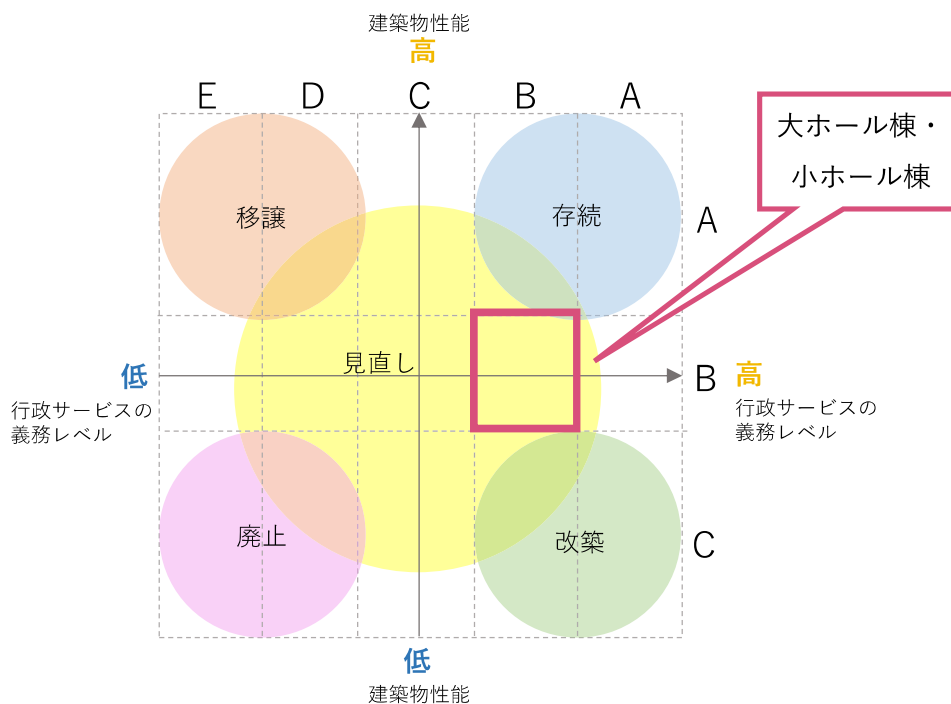 建築物性能
高
E D C B A
大ホール棟・
小ホール棟
移譲
存続
A
見直し
低
行政サービスの
義務レベル
B
高
行政サービスの
義務レベル
廃止
改築
C
低
建築物性能